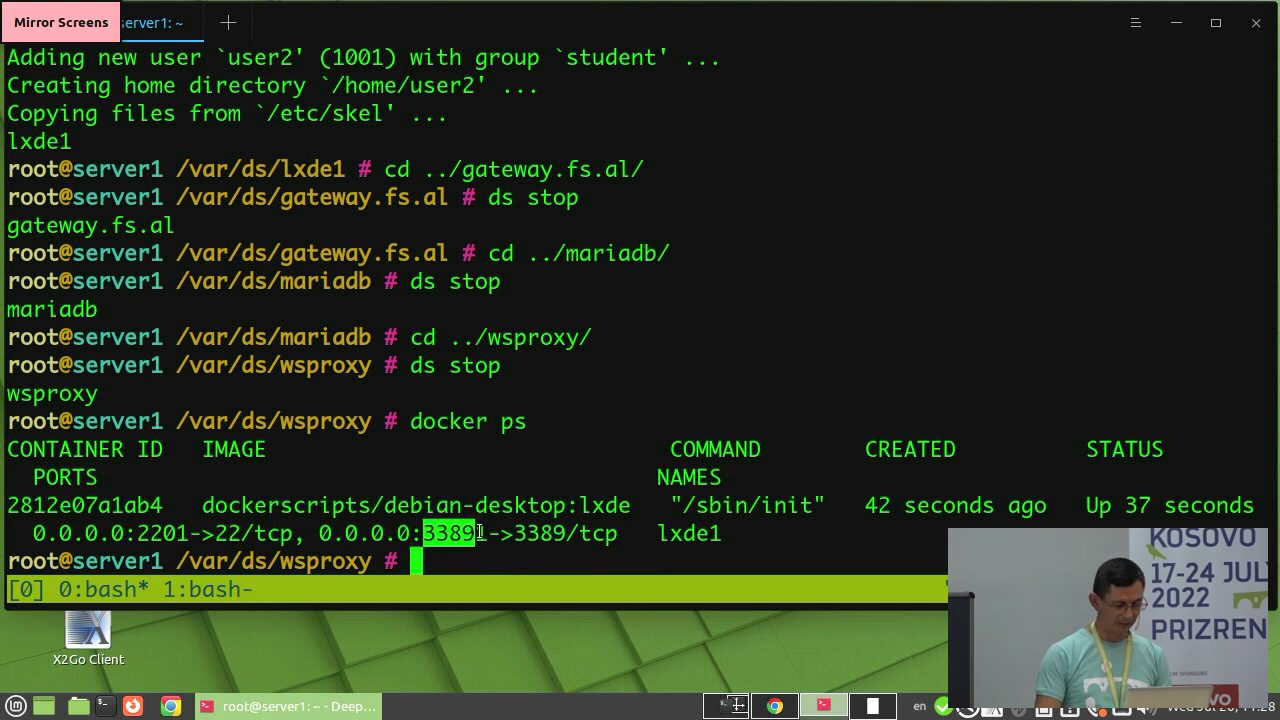 Mirror Screens
server1: ~
Adding new user `user2' (1001) with group `student' ...
Creating home directory `/home/user2' ...
Copying files from `/etc/skel' ...
lxde1
root@server1 /var/ds/lxde1 # cd ../gateway.fs.al/
root@server1 /var/ds/gateway.fs.al # ds stop
gateway.fs.al
root@server1 /var/ds/gateway.fs.al # cd ../mariadb/
root@server1 /var/ds/mariadb # ds stop
mariadb
root@server1 /var/ds/mariadb # cd ../wsproxy/
root@server1 /var/ds/wsproxy # ds stop
wsproxy
root@server1 /var/ds/wsproxy # docker ps
CONTAINER ID IMAGE COMMAND CREATED STATUS
PORTS NAMES
2812e07a1ab4 dockerscripts/debian-desktop:lxde "/sbin/init" 42 seconds ago Up 37 seconds
0.0.0.0:2201->22/tcp, 0.0.0.0:33891->3389/tcp lxde1
root@server1 /var/ds/wsproxy #
[0] 0:bash* 1:bash-
KOSOVO
17-24 JUL
2022
PRIZREN
X2Go Client
root@server1: ~ - Deep...
en